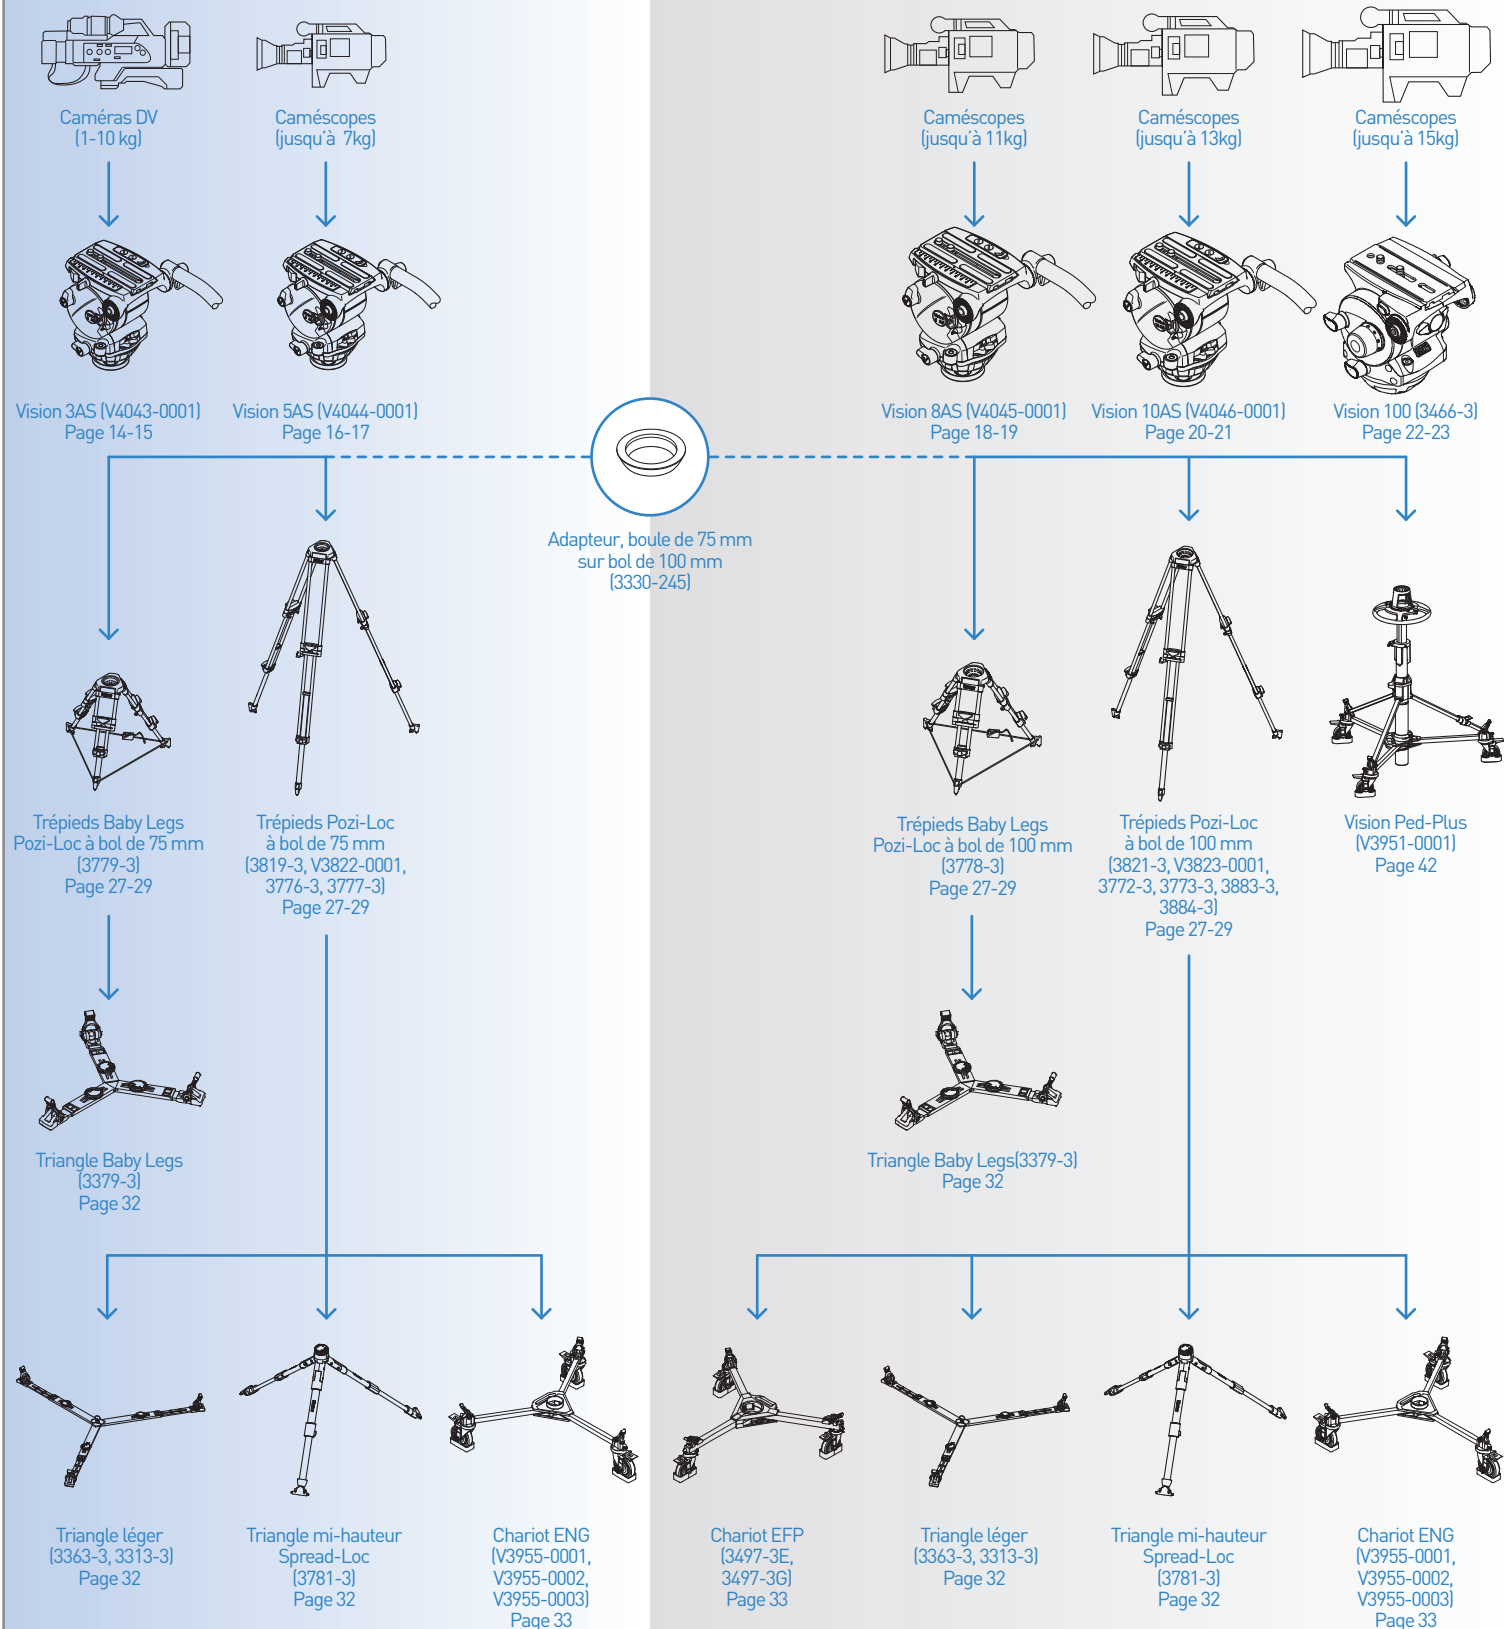 Caméras DV
(1-10 kg)
Caméscopes
(jusqu'à 7kg)
Caméscopes
(jusqu'à 11kg)
Caméscopes
(jusqu'à 13kg)
Caméscopes
(jusqu'à 15kg)
Vision 3AS (V4043-0001)
Page 14-15
Vision 5AS (V4044-0001)
Page 16-17
Vision 8AS (V4045-0001)
Page 18-19
Vision 10AS (V4046-0001)
Page 20-21
Vision 100 (3466-3)
Page 22-23
Adapteur, boule de 75 mm
sur bol de 100 mm
(3330-245)
Trépieds Baby Legs
Pozi-Loc à bol de 75 mm
(3779-3)
Page 27-29
Trépieds Pozi-Loc
à bol de 75 mm
(3819-3, V3822-0001,
3776-3, 3777-3)
Page 27-29
Trépieds Baby Legs
Pozi-Loc à bol de 100 mm
(3778-3)
Page 27-29
Trépieds Pozi-Loc
à bol de 100 mm
(3821-3, V3823-0001,
3772-3, 3773-3, 3883-3,
3884-3)
Page 27-29
Vision Ped-Plus
(V3951-0001)
Page 42
Triangle Baby Legs
(3379-3)
Page 32
Triangle Baby Legs(3379-3)
Page 32
Triangle léger
(3363-3, 3313-3)
Page 32
Triangle mi-hauteur
Spread-Loc
(3781-3)
Page 32
Chariot ENG
(V3955-0001,
V3955-0002,
V3955-0003)
Page 33
Chariot EFP
(3497-3E,
3497-3G)
Page 33
Triangle léger
(3363-3, 3313-3)
Page 32
Triangle mi-hauteur
Spread-Loc
(3781-3)
Page 32
Chariot ENG
(V3955-0001,
V3955-0002,
V3955-0003)
Page 33